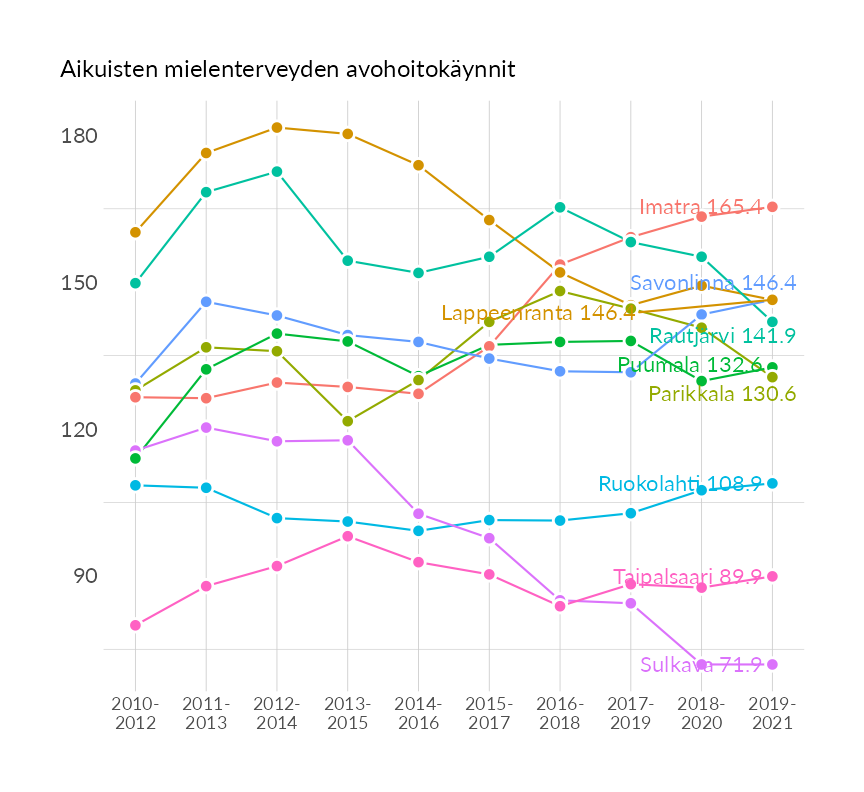 Aikuisten mielenterveyden avohoitokäynnit
180
150
120
90
Imatra 165.4
Savonlinna 146.4
Lappeenranta 146.4
Rautjärvi 141.9
Puumala 132.6
Parikkala 130.6
Ruokolahti 108.9
Taipalsaari 89.9
Sulkava 71.9
2010-
2012
2011-
2013
2012-
2014
2013-
2015
2014-
2016
2015-
2017
2016-
2018
2017-
2019
2018-
2020
2019-
2021